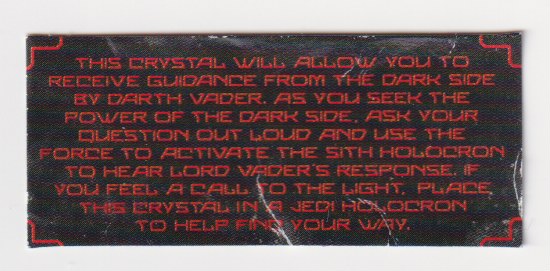 THIS CRYSTAL WILL ALLOW YOU TO
RECEIVE GUIDANCE FROM THE DARK SIDE
BY DARTH VADER. AS YOU SEEK THE
POWER OF THE DARK SIDE, ASK YOUR
QUESTION OUT LOUD AND USE THE
FORCE TO ACTIVATE THE SITH HOLOCRON
TO HEAR LORD VADER'S RESPONSE. IF
YOU FEEL A CALL TO THE LIGHT, PLACE
THIS CRYSTAL IN A JEDI HOLOCRON
TO HELP FIND YOUR WAY.